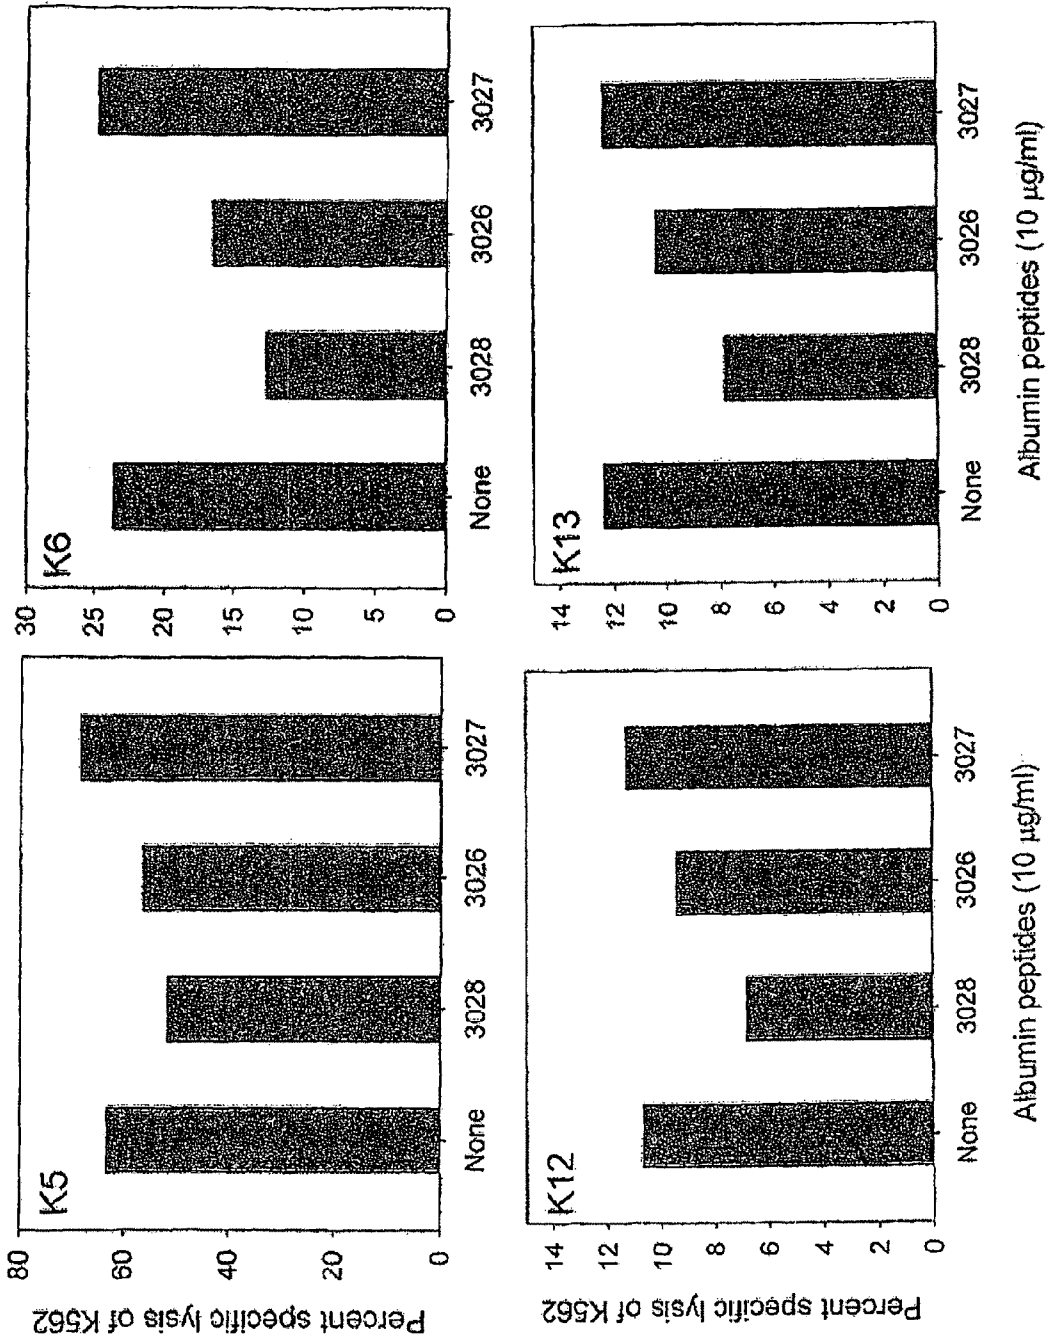 K5
80
60
40
20
0
None 3028 3026 3027
Percent specific lysis of K562
K6
30
25
20
15
10
5
0
None 3028 3026 3027
K12
14
12
10
8
6
4
2
0
None 3028 3026 3027
Percent specific lysis of K562
Albumin peptides (10 µg/ml)
K13
14
12
10
8
6
4
2
0
None 3028 3026 3027
Albumin peptides (10 µg/ml)